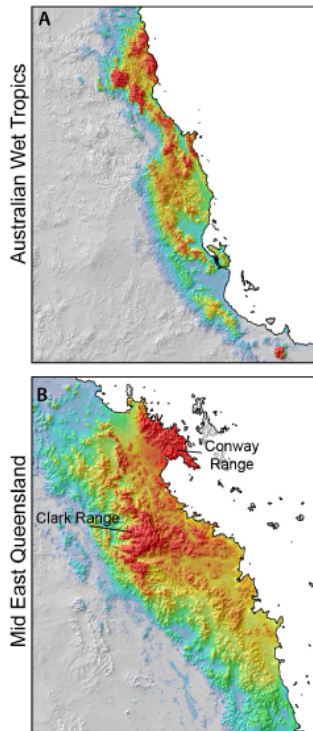 A
Australian Wet Tropics
B
Conway
Range
Clark Range
Mid East Queensland